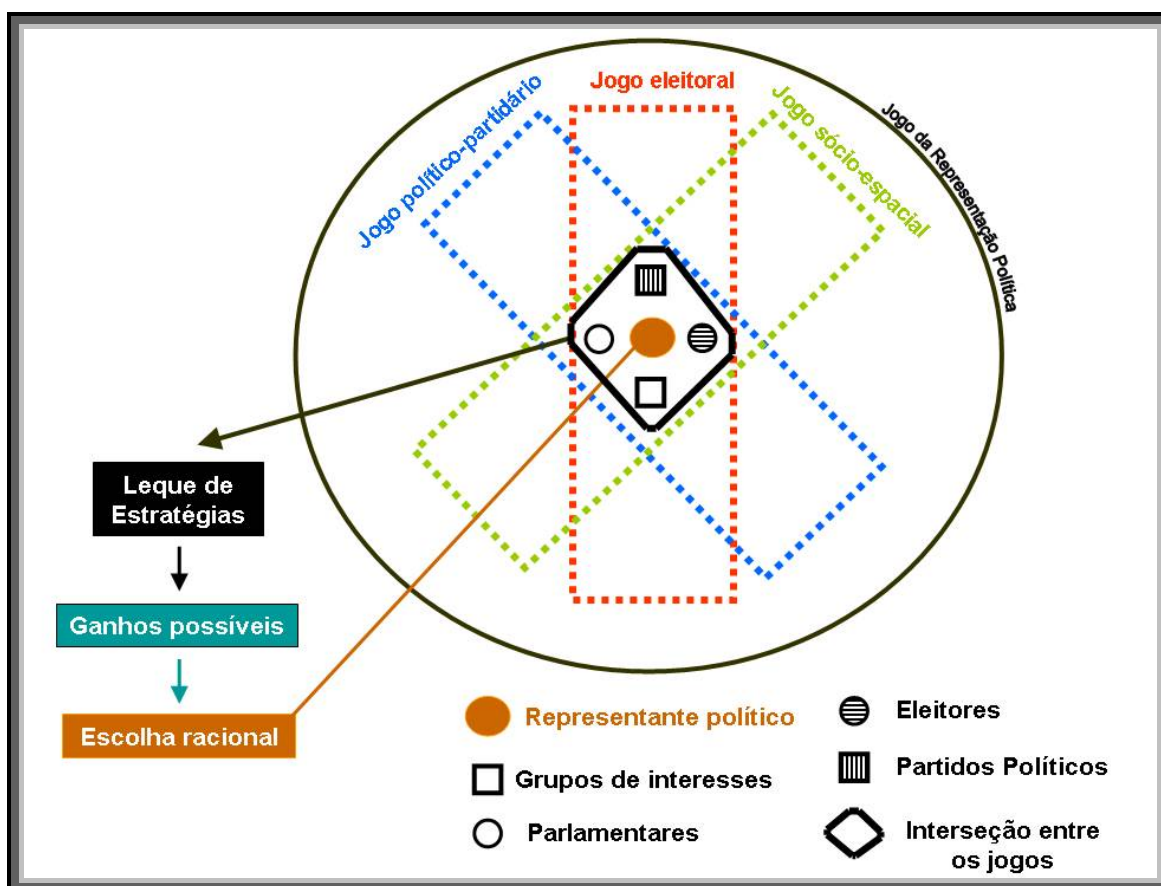 Jogo eleitoral
Jogo político-partidário
Jogo sócio-espacial
Jogo da Representação Política
Leque de
Estratégias
Ganhos possíveis
Escolha racional
Representante político
Eleitores
Grupos de interesses
Partidos Políticos
Parlamentares
Interseção entre
os jogos